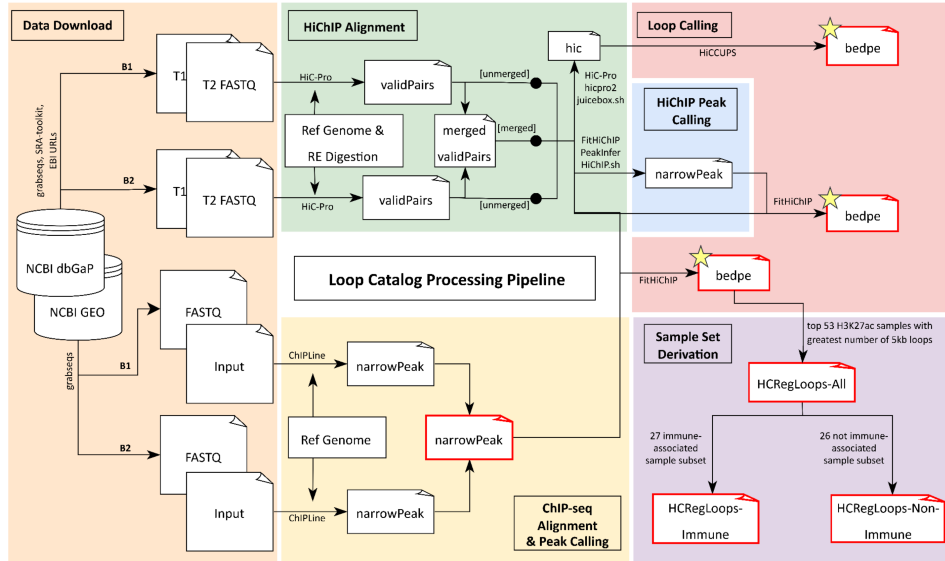 Data Download
grabseqs, SRA-toolkit,
EBI URLs
B1
T1
T2 FASTQ
B2
T1
T2 FASTQ
NCBI dbGaP
NCBI GEO
grabseqs
B1
FASTQ
Input
B2
FASTQ
Input
HiChIP Alignment
HiC-Pro
validPairs
[unmerged]
Ref Genome &
RE Digestion
merged
validPairs
[merged]
HiC-Pro
validPairs
[unmerged]
hic
HiC-Pro
hicpro2
juicebox.sh
FitHiChIP
PeakInfer
HiChIP.sh
Loop Calling
HiCCUPS
bedpe
HiChIP Peak
Calling
narrowPeak
FitHiChIP
bedpe
FitHiChIP
bedpe
Loop Catalog Processing Pipeline
ChIPLine
narrowPeak
Ref Genome
narrowPeak
ChIPLine
narrowPeak
ChIP-seq
Alignment
& Peak Calling
Sample Set
Derivation
top 53 H3K27ac samples with
greatest number of 5kb loops
HCRegLoops-All
27 immune-
associated
sample subset
26 not immune-
associated
sample subset
HCRegLoops-
Immune
HCRegLoops-Non-
Immune